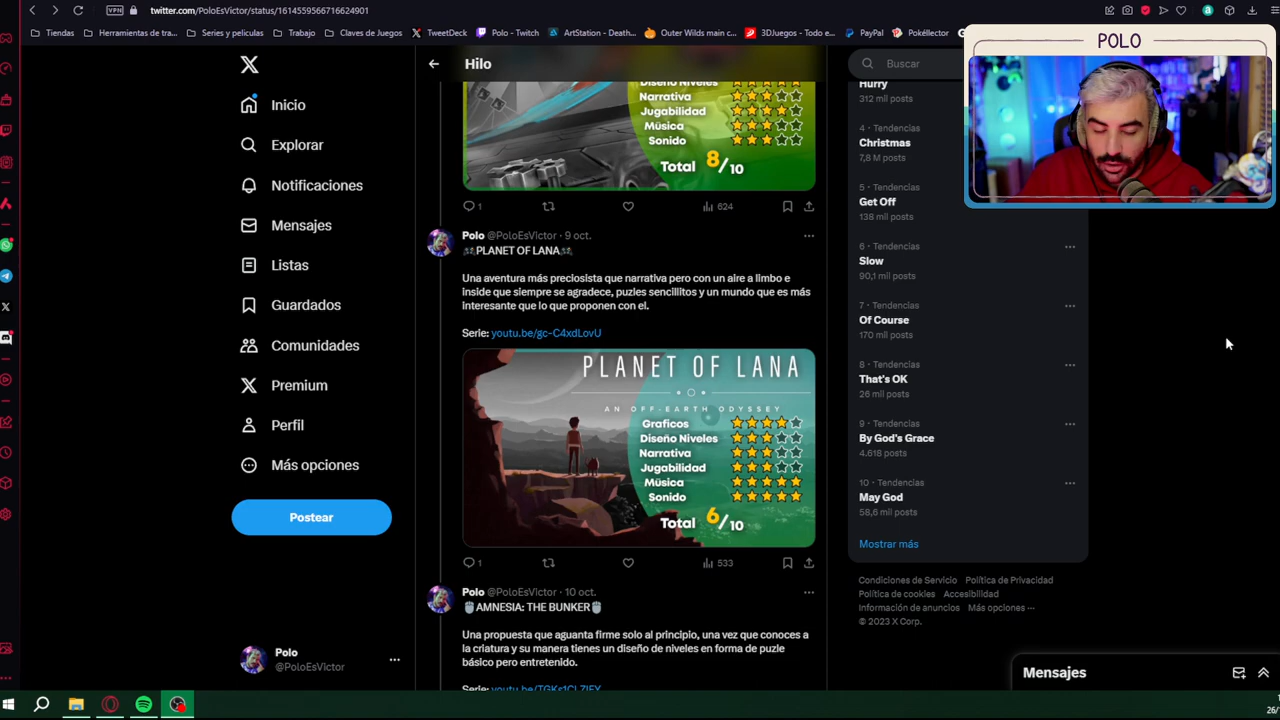 twitter.com/PoloEsVictor/status/1614559566716624901
VPN
Tiendas
Herramientas de tra...
Series y peliculas
Trabajo
Claves de Juegos
TweetDeck
Polo - Twitch
ArtStation - Death...
Outer Wilds main c...
3DJuegos - Todo e...
PayPal
Pokéllector
POLO
Hilo
Buscar
Inicio
Explorar
Notificaciones
Mensajes
Listas
Guardados
Comunidades
Premium
Perfil
Más opciones
Postear
Polo
@PoloEsVictor
Diseño Niveles
Narrativa
Jugabilidad
Música
Sonido
Total 8/10
1
624
Polo @PoloEsVictor · 9 oct.
PLANET OF LANA
Una aventura más preciosista que narrativa pero con un aire a limbo e
inside que siempre se agradece, puzles sencillitos y un mundo que es más
interesante que lo que proponen con el.
Serie: youtu.be/gc-C4xdLovU
PLANET OF LANA
AN OFF-EARTH ODYSSEY
Graficos
Diseño Niveles
Narrativa
Jugabilidad
Música
Sonido
Total 6/10
1
533
Polo @PoloEsVictor · 10 oct.
AMNESIA: THE BUNKER
Una propuesta que aguanta firme solo al principio, una vez que conoces a
la criatura y su manera tienes un diseño de niveles en forma de puzle
básico pero entretenido.
Hurry
312 mil posts
4 · Tendencias
Christmas
7,8 M posts
5 · Tendencias
Get Off
138 mil posts
6 · Tendencias
Slow
90,1 mil posts
7 · Tendencias
Of Course
170 mil posts
8 · Tendencias
That's OK
26 mil posts
9 · Tendencias
By God's Grace
4.618 posts
10 · Tendencias
May God
58,6 mil posts
Mostrar más
Condiciones de Servicio Política de Privacidad
Política de cookies Accesibilidad
Información de anuncios Más opciones ···
© 2023 X Corp.
Mensajes